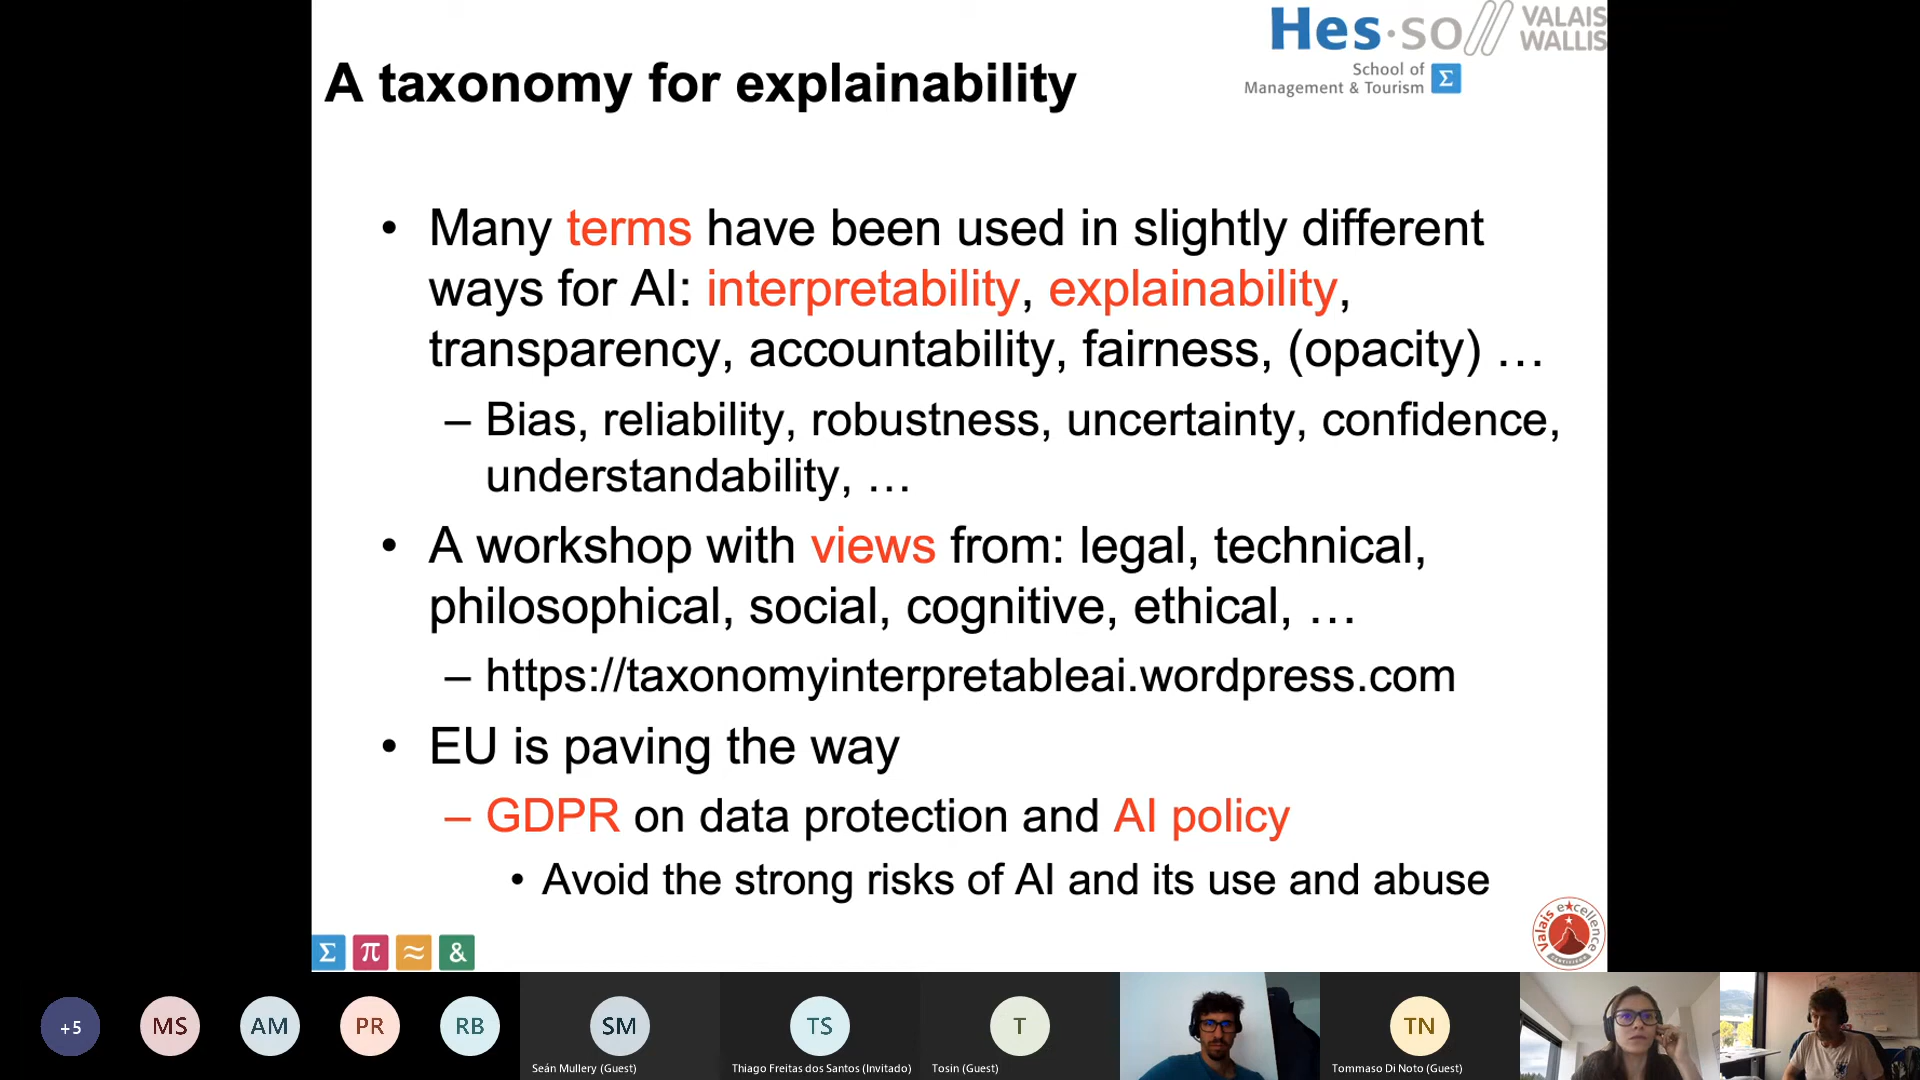 Hes·so VALAIS
WALLIS
School of
Management & Tourism Σ
A taxonomy for explainability
• Many terms have been used in slightly different
ways for AI: interpretability, explainability,
transparency, accountability, fairness, (opacity) …
– Bias, reliability, robustness, uncertainty, confidence,
understandability, …
• A workshop with views from: legal, technical,
philosophical, social, cognitive, ethical, …
– https://taxonomyinterpretableai.wordpress.com
• EU is paving the way
– GDPR on data protection and AI policy
• Avoid the strong risks of AI and its use and abuse
Σ π ≈ &
valais excellence
+5
MS
AM
PR
RB
SM
Seán Mullery (Guest)
TS
Thiago Freitas dos Santos (Invitado)
T
Tosin (Guest)
TN
Tommaso Di Noto (Guest)